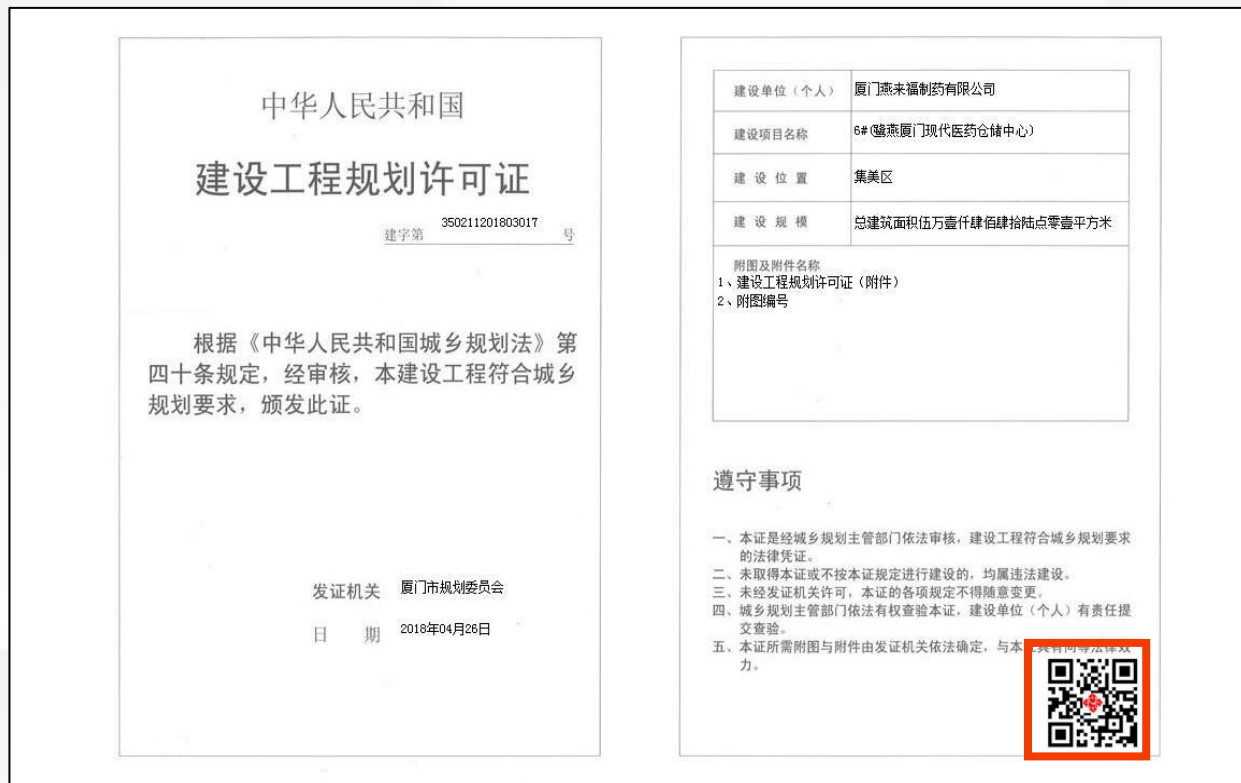 中华人民共和国
建设工程规划许可证
建字第 350211201803017 号
根据《中华人民共和国城乡规划法》第
四十条规定，经审核，本建设工程符合城乡
规划要求，颁发此证。
发证机关 厦门市规划委员会
日 期 2018年04月26日
建设单位（个人） 厦门燕来福制药有限公司
建设项目名称 6#(鹭燕厦门现代医药仓储中心)
建设位置 集美区
建设规模 总建筑面积伍万壹仟肆佰肆拾陆点零壹平方米
附图及附件名称
1、建设工程规划许可证（附件）
2、附图编号
遵守事项
一、本证是经城乡规划主管部门依法审核，建设工程符合城乡规划要求
的法律凭证。
二、未取得本证或不按本证规定进行建设的，均属违法建设。
三、未经发证机关许可，本证的各项规定不得随意变更。
四、城乡规划主管部门依法有权查验本证，建设单位（个人）有责任提
交查验。
五、本证所需附图与附件由发证机关依法确定，与本证具有同等法律效
力。